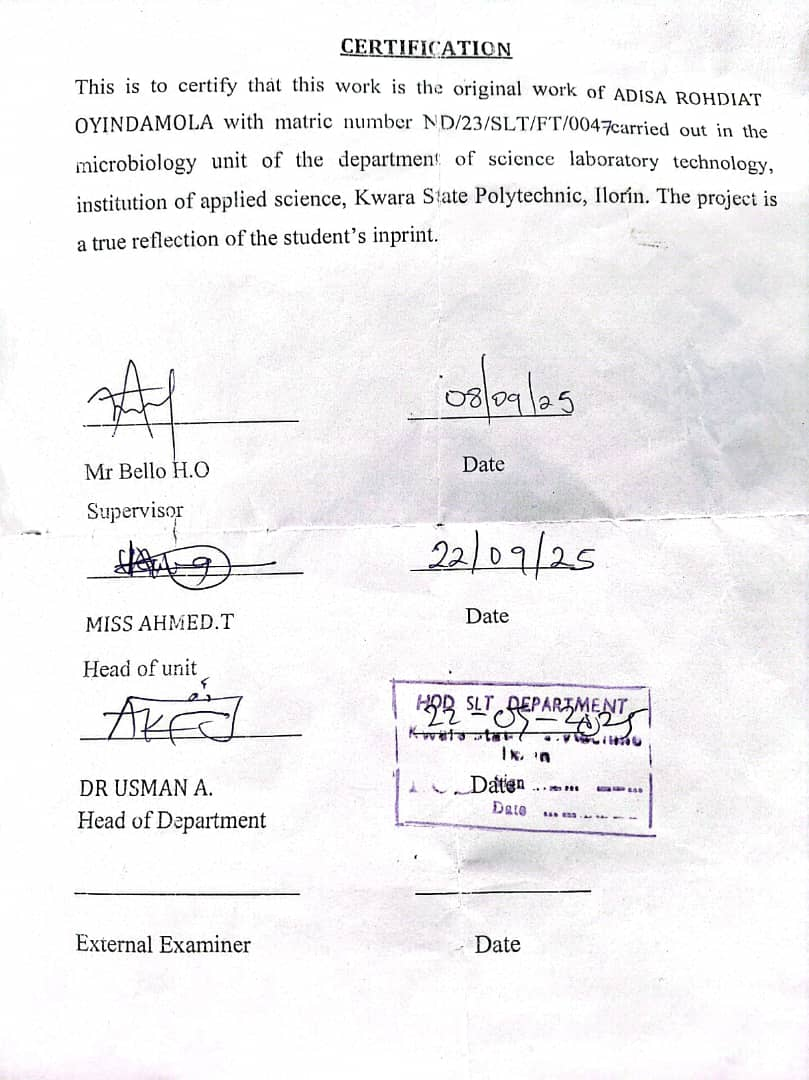 CERTIFICATION
This is to certify that this work is the original work of ADISA ROHDIAT
OYINDAMOLA with matric number ND/23/SLT/FT/0047carried out in the
microbiology unit of the department of science laboratory technology,
institution of applied science, Kwara State Polytechnic, Ilorin. The project is
a true reflection of the student's inprint.
08/09/25
Mr Bello H.O Date
Supervisor
22/09/25
MISS AHMED.T Date
Head of unit
HOD SLT DEPARTMENT
22-09-2025
DR USMAN A.
Head of Department
Date
External Examiner Date